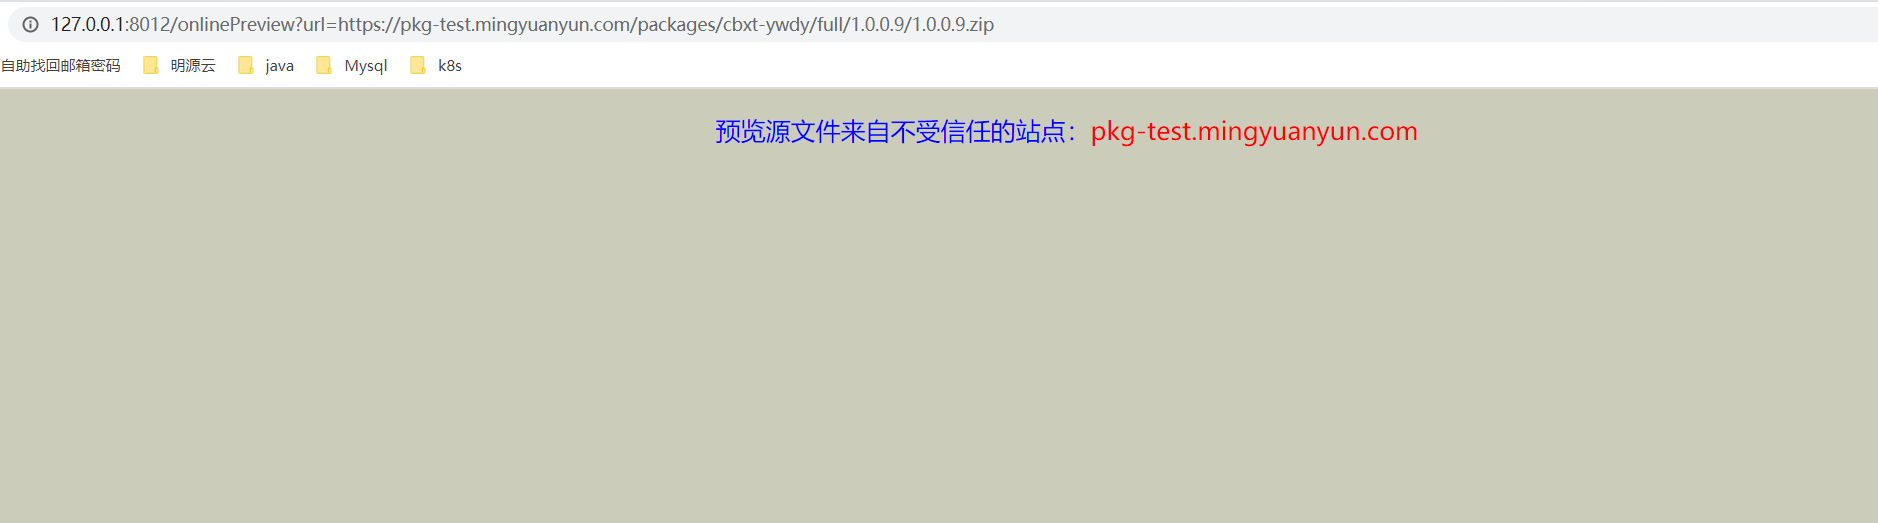 127.0.0.1:8012/onlinePreview?url=https://pkg-test.mingyuanyun.com/packages/cbxt-ywdy/full/1.0.0.9/1.0.0.9.zip
自助找回邮箱密码 明源云 java Mysql k8s
预览源文件来自不受信任的站点：pkg-test.mingyuanyun.com